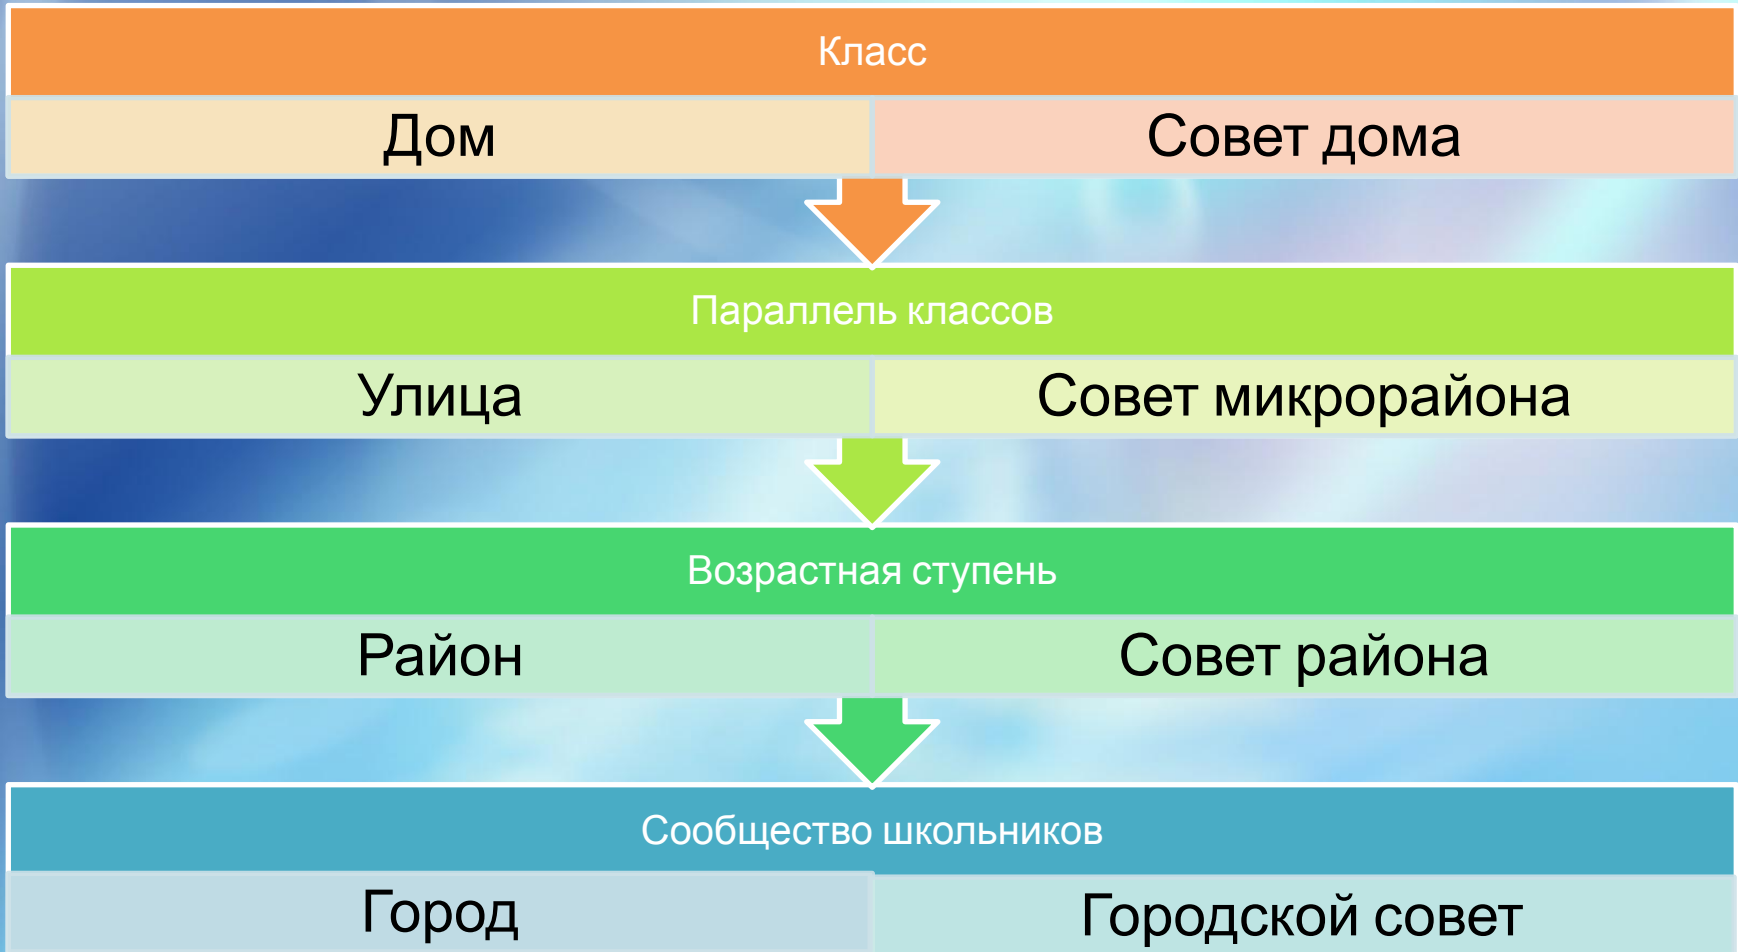 Класс
Дом
Совет дома
Параллель классов
Улица
Совет микрорайона
Возрастная ступень
Район
Совет района
Сообщество школьников
Город
Городской совет